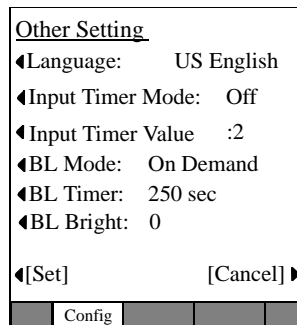 Other Setting
Language: US English
Input Timer Mode: Off
Input Timer Value :2
BL Mode: On Demand
BL Timer: 250 sec
BL Bright: 0
[Set] [Cancel]
Config